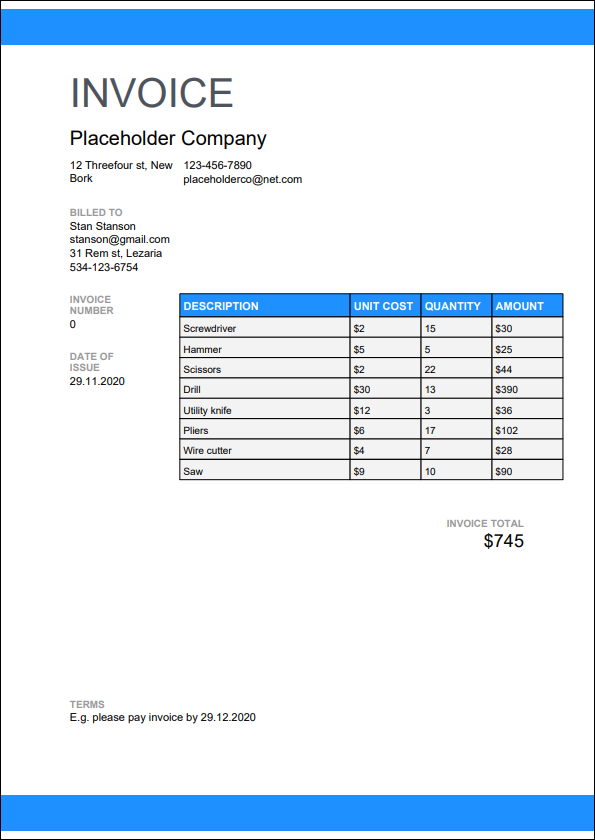 INVOICE
Placeholder Company
12 Threefour st, New
Bork
123-456-7890
placeholderco@net.com
BILLED TO
Stan Stanson
stanson@gmail.com
31 Rem st, Lezaria
534-123-6754
INVOICE
NUMBER
0
DATE OF
ISSUE
29.11.2020
DESCRIPTION UNIT COST QUANTITY AMOUNT
Screwdriver $2 15 $30
Hammer $5 5 $25
Scissors $2 22 $44
Drill $30 13 $390
Utility knife $12 3 $36
Pliers $6 17 $102
Wire cutter $4 7 $28
Saw $9 10 $90
INVOICE TOTAL
$745
TERMS
E.g. please pay invoice by 29.12.2020